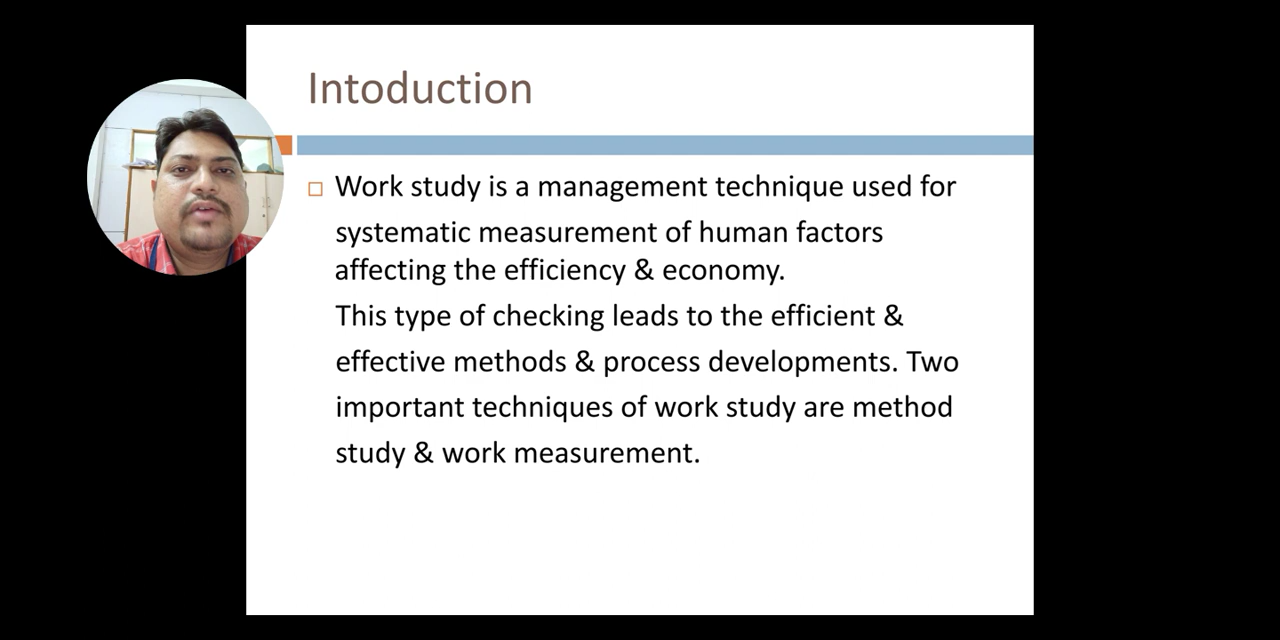 Intoduction
Work study is a management technique used for
systematic measurement of human factors
affecting the efficiency & economy.
This type of checking leads to the efficient &
effective methods & process developments. Two
important techniques of work study are method
study & work measurement.